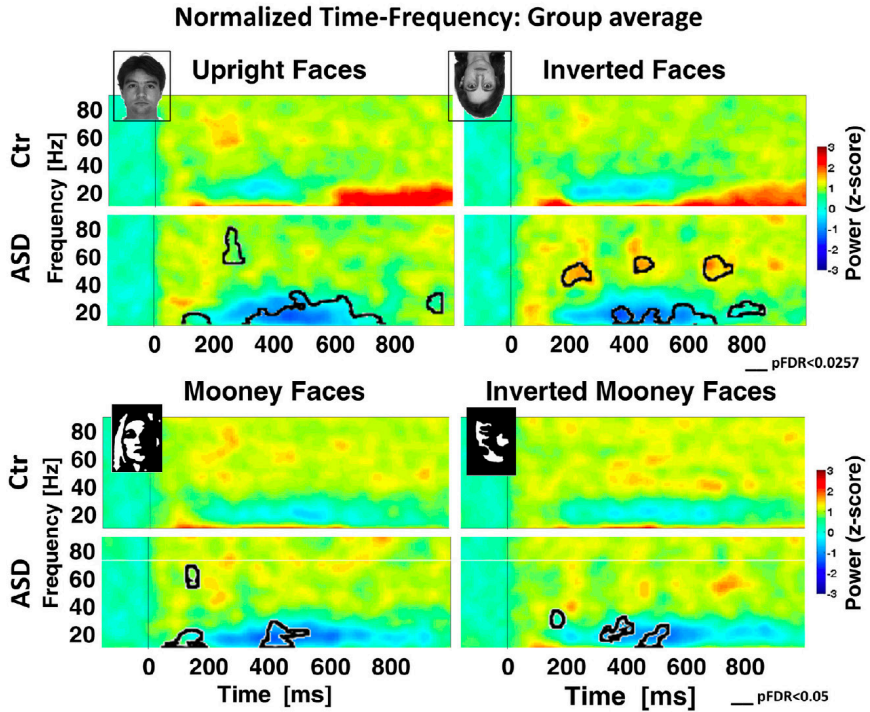 Normalized Time-Frequency: Group average
Upright Faces
Inverted Faces
Ctr
Frequency [Hz]
80
60
40
20
3
2
1
0
-1
-2
-3
Power (z-score)
ASD
80
60
40
20
0 200 400 600 800
0 200 400 600 800
pFDR<0.0257
Mooney Faces
Inverted Mooney Faces
Ctr
Frequency [Hz]
80
60
40
20
3
2
1
0
-1
-2
-3
Power (z-score)
ASD
80
60
40
20
0 200 400 600 800
0 200 400 600 800
Time [ms]
Time [ms]
pFDR<0.05